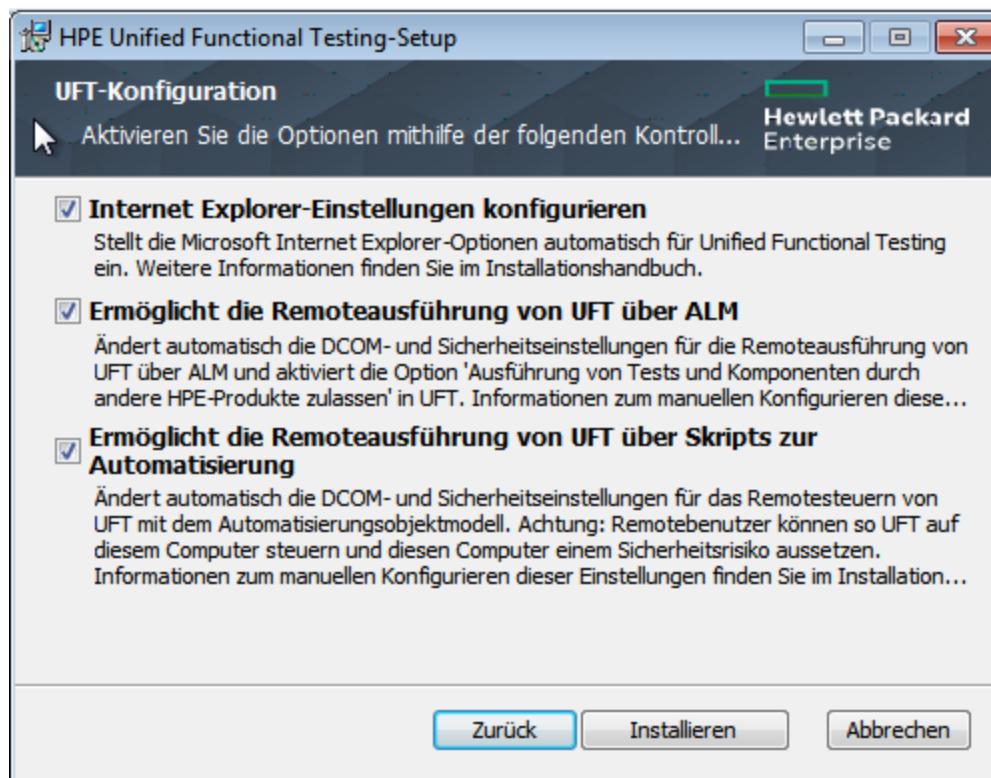 HPE Unified Functional Testing-Setup
UFT-Konfiguration
Aktivieren Sie die Optionen mithilfe der folgenden Kontroll...
Hewlett Packard
Enterprise
Internet Explorer-Einstellungen konfigurieren
Stellt die Microsoft Internet Explorer-Optionen automatisch für Unified Functional Testing
ein. Weitere Informationen finden Sie im Installationshandbuch.
Ermöglicht die Remoteausführung von UFT über ALM
Ändert automatisch die DCOM- und Sicherheitseinstellungen für die Remoteausführung von
UFT über ALM und aktiviert die Option 'Ausführung von Tests und Komponenten durch
andere HPE-Produkte zulassen' in UFT. Informationen zum manuellen Konfigurieren diese...
Ermöglicht die Remoteausführung von UFT über Skripts zur
Automatisierung
Ändert automatisch die DCOM- und Sicherheitseinstellungen für das Remotesteuern von
UFT mit dem Automatisierungsobjektmodell. Achtung: Remotebenutzer können so UFT auf
diesem Computer steuern und diesen Computer einem Sicherheitsrisiko aussetzen.
Informationen zum manuellen Konfigurieren dieser Einstellungen finden Sie im Installation...
Zurück
Installieren
Abbrechen